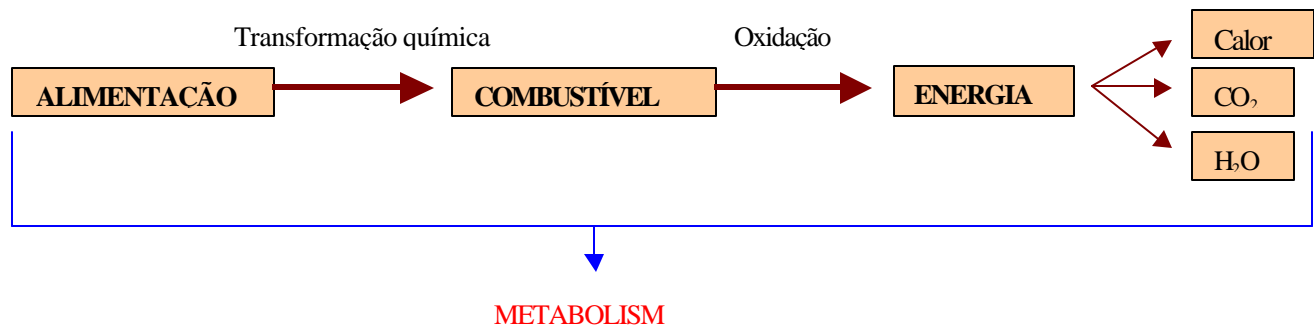 Transformação química
Oxidação
Calor
ALIMENTAÇÃO
COMBUSTÍVEL
ENERGIA
CO₂
H₂O
METABOLISM